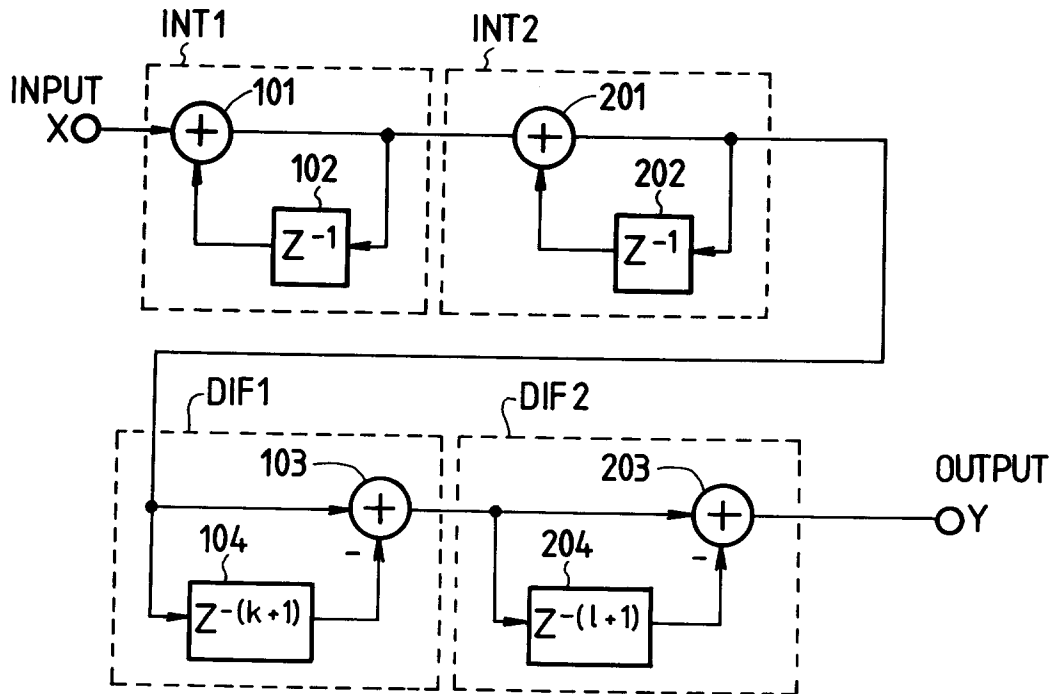 INT1
INT2
INPUT
X
101
201
+
+
102
202
Z⁻¹
Z⁻¹
DIF1
DIF2
103
203
OUTPUT
+
+
Y
-
-
104
204
Z⁻⁽ᵏ⁺¹⁾
Z⁻⁽ˡ⁺¹⁾